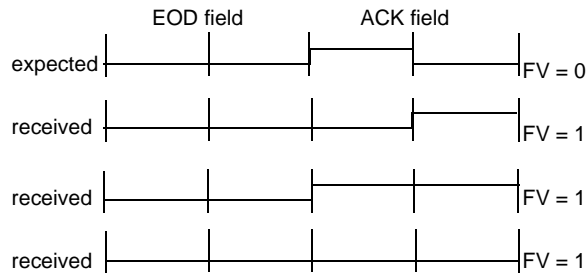 EOD field ACK field
expected FV = 0
received FV = 1
received FV = 1
received FV = 1